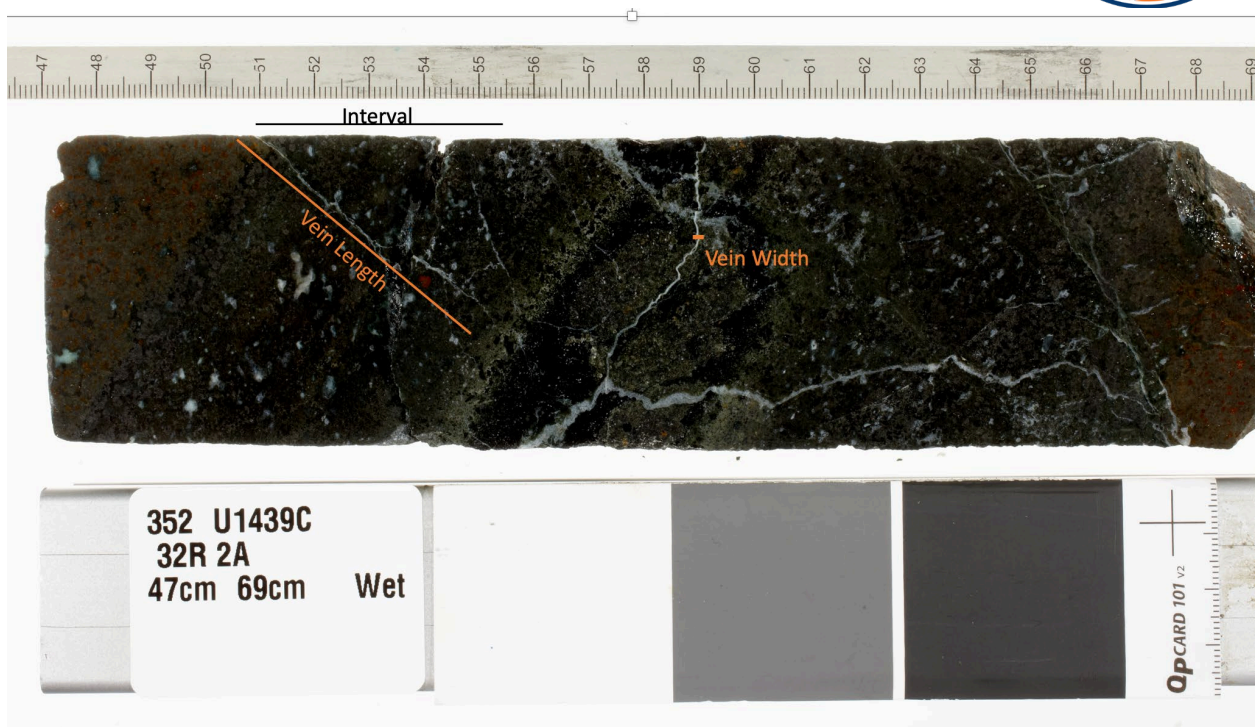 47 48 49 50 51 52 53 54 55 56 57 58 59 60 61 62 63 64 65 66 67 68 69
Interval
Vein Length
Vein Width
352 U1439C
32R 2A
47cm 69cm Wet
QPCARD 101 v2